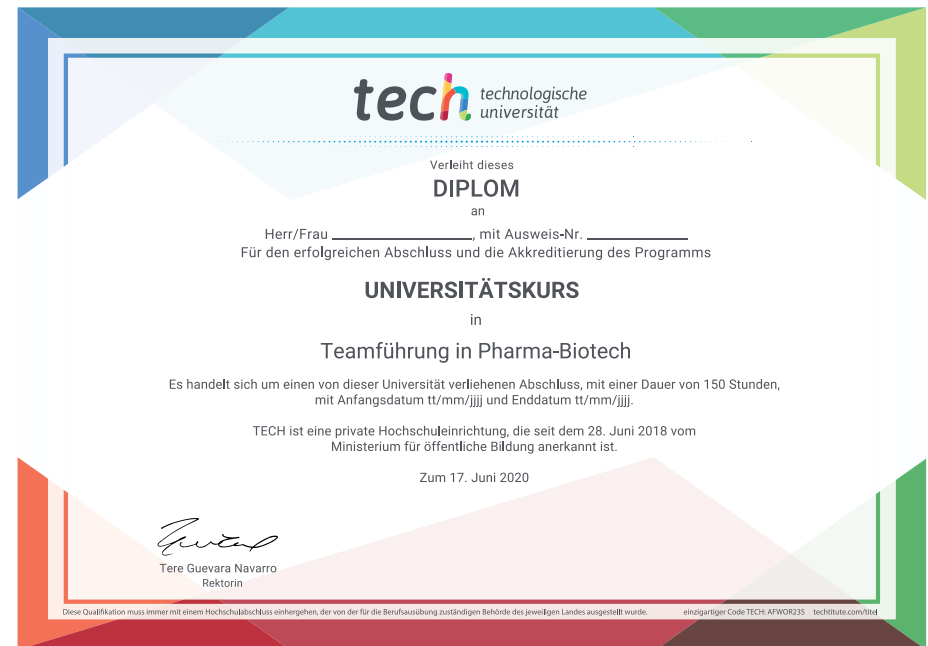 tech technologische
universität
Verleiht dieses
DIPLOM
an
Herr/Frau ____________, mit Ausweis-Nr. ____________
Für den erfolgreichen Abschluss und die Akkreditierung des Programms
UNIVERSITÄTSKURS
in
Teamführung in Pharma-Biotech
Es handelt sich um einen von dieser Universität verliehenen Abschluss, mit einer Dauer von 150 Stunden,
mit Anfangsdatum tt/mm/jjjj und Enddatum tt/mm/jjjj.
TECH ist eine private Hochschuleinrichtung, die seit dem 28. Juni 2018 vom
Ministerium für öffentliche Bildung anerkannt ist.
Zum 17. Juni 2020
Tere Guevara Navarro
Rektorin
Diese Qualifikation muss immer mit einem Hochschulabschluss einhergehen, der von der für die Berufsausübung zuständigen Behörde des jeweiligen Landes ausgestellt wurde. einzigartiger Code TECH: AFWOR23S techtitute.com/titel